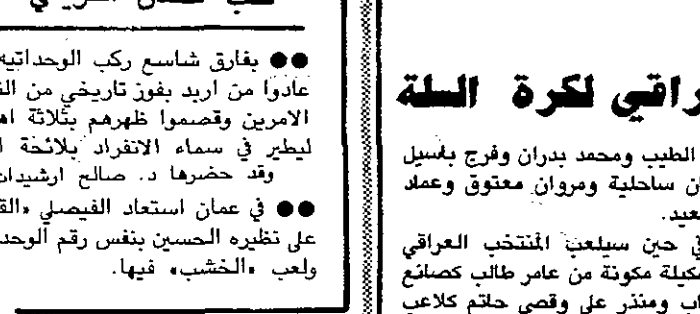 راقي لكرة السلة
الطيب ومحمد بدران وفرج باسيل
ن ساحلية ومروان معتوق وعماد
عيد.
ي حين سيلعب المنتخب العراقي
كيلة مكونة من عامر طالب كصانع
اب ومنذر علي وقصي حاتم كلاعب
●● بفارق شاسع ركب الوحداتيه
عادوا من اربد بفوز تاريخي من ال
الامرين وقصموا ظهرهم بثلاثة اه
ليطير في سماء الانفراد بلائحة ا
وقد حضرها د. صالح ارشيدات
●● في عمان استعاد الفيصلي «الق
على نظيره الحسين بنفس رقم الوحد
ولعب «الخشب» فيها.